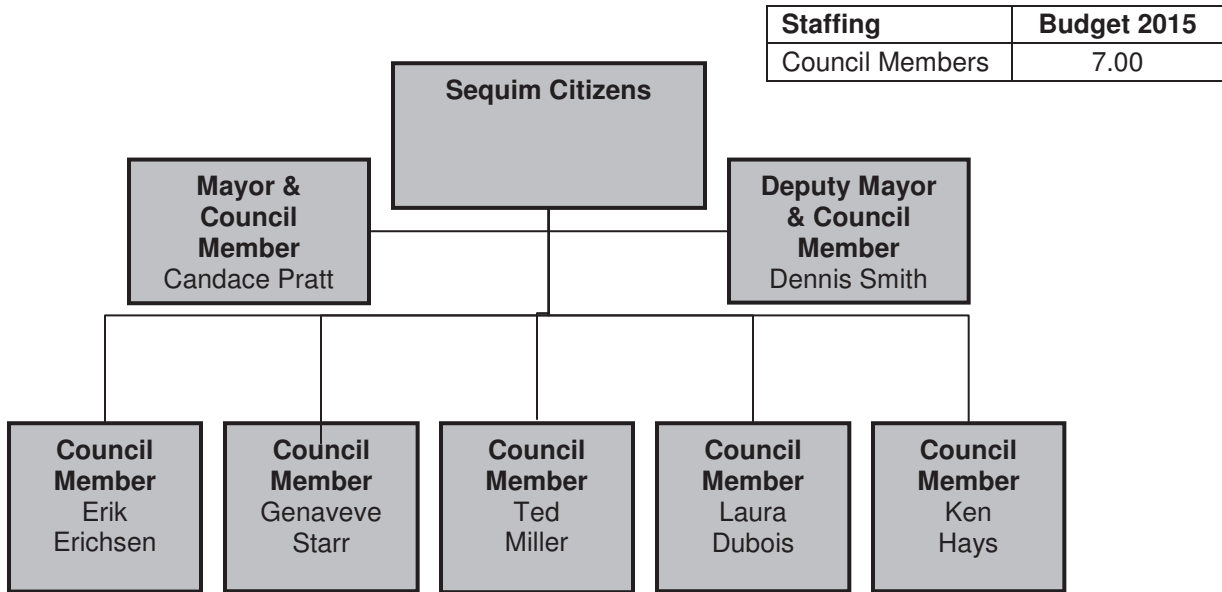 Staffing Budget 2015
Council Members 7.00
Sequim Citizens
Mayor &
Council
Member
Candace Pratt
Deputy Mayor
& Council
Member
Dennis Smith
Council
Member
Erik
Erichsen
Council
Member
Genaveve
Starr
Council
Member
Ted
Miller
Council
Member
Laura
Dubois
Council
Member
Ken
Hays